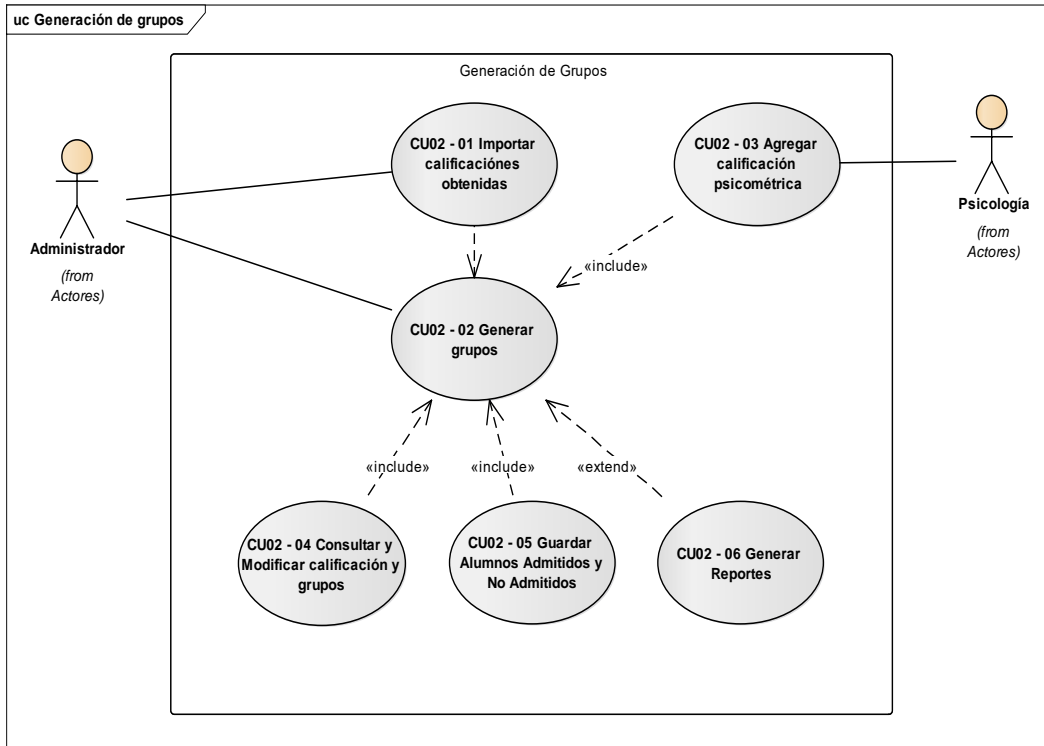 uc Generación de grupos
Generación de Grupos
CU02 - 01 Importar
calificaciónes
obtenidas
CU02 - 03 Agregar
calificación
psicométrica
Administrador
(from
Actores)
Psicología
(from
Actores)
«include»
CU02 - 02 Generar
grupos
«include»
«include»
«extend»
CU02 - 04 Consultar y
Modificar calificación y
grupos
CU02 - 05 Guardar
Alumnos Admitidos y
No Admitidos
CU02 - 06 Generar
Reportes